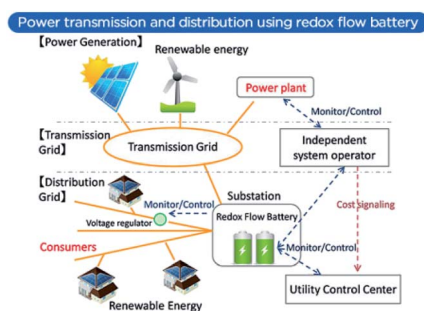 Power transmission and distribution using redox flow battery
【Power Generation】
Renewable energy
Power plant
Monitor/Control
【Transmission
Grid】
Transmission Grid
Independent
system operator
【Distribution
Grid】
Monitor/Control
Substation
Redox Flow Battery
Cost signaling
Voltage regulator
Monitor/Control
Consumers
Renewable Energy
Utility Control Center